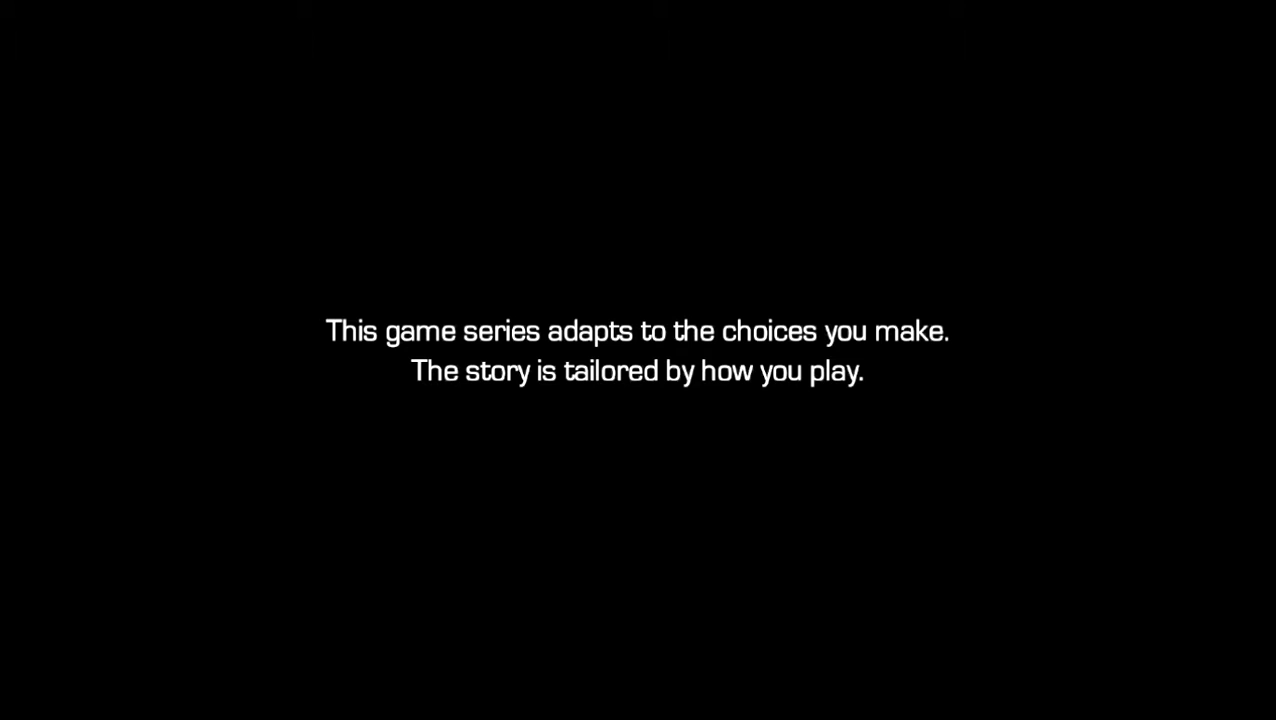 This game series adapts to the choices you make.
The story is tailored by how you play.